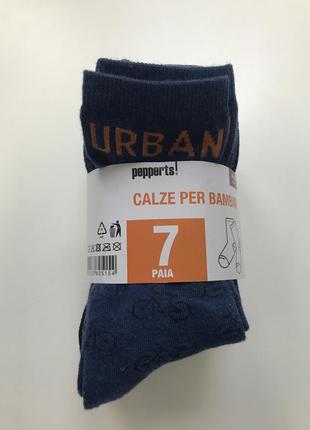 URBAN
pepperts!
CALZE PER BAMBINI
7
PAIA